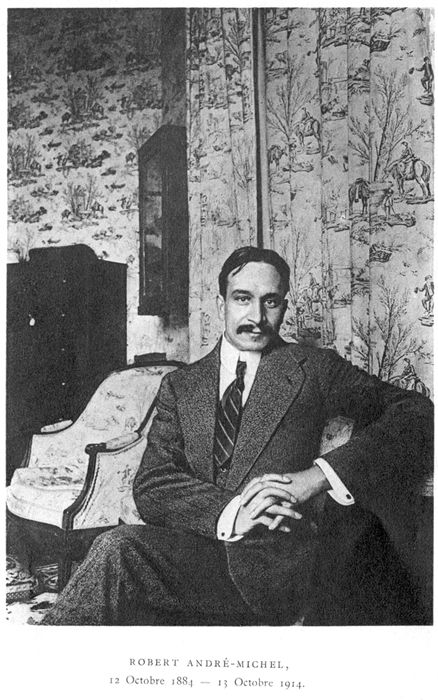 ROBERT ANDRÉ-MICHEL,
12 Octobre 1884 — 13 Octobre 1914.